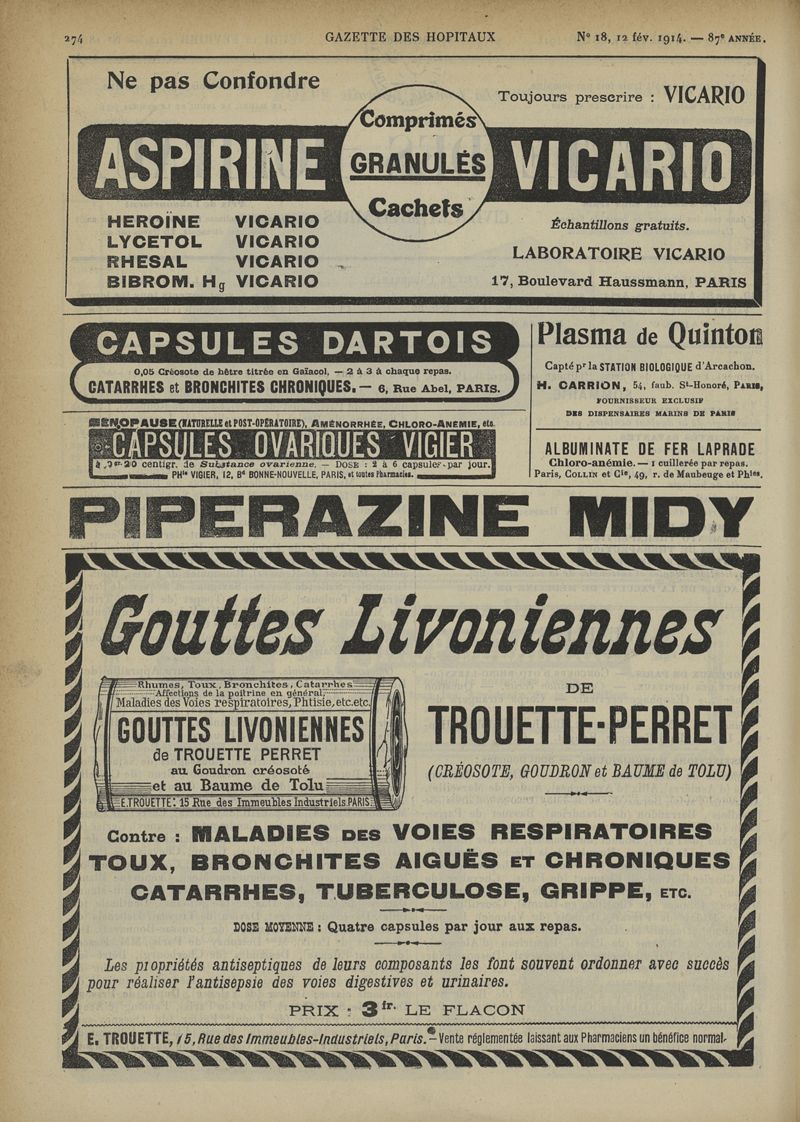 274 GAZETTE DES HOPITAUX Nº 18, 12 fév. 1914. — 87e ANNÉE.
Ne pas Confondre
Toujours prescrire : VICARIO
Comprimés
ASPIRINE GRANULÉS VICARIO
Cachets
HEROÏNE VICARIO
LYCETOL VICARIO
RHESAL VICARIO
BIBROM. Hg VICARIO
Échantillons gratuits.
LABORATOIRE VICARIO
17, Boulevard Haussmann, PARIS
CAPSULES DARTOIS
0,05 Créosote de hêtre titrée en Gaïacol, — 2 à 3 à chaque repas.
CATARRHES et BRONCHITES CHRONIQUES. — 6, Rue Abel, PARIS.
MÉNOPAUSE (NATURELLE et POST-OPÉRATOIRE), AMÉNORRHÉE, CHLORO-ANÉMIE, etc.
CAPSULES OVARIQUES VIGIER
20 centigr. de Substance ovarienne. — DOSE : 2 à 6 capsules par jour.
PHie VIGIER, 12, Bd BONNE-NOUVELLE, PARIS, et toutes Pharmacies.
Plasma de Quinton
Capté pr la STATION BIOLOGIQUE d'Arcachon.
H. CARRION, 54, faub. St-Honoré, PARIS,
FOURNISSEUR EXCLUSIF
DES DISPENSAIRES MARINS DE PARIS
ALBUMINATE DE FER LAPRADE
Chloro-anémie. — 1 cuillerée par repas.
Paris, COLLIN et Cie, 49, r. de Maubeuge et Phies.
PIPERAZINE MIDY
Gouttes Livoniennes
Rhumes, Toux, Bronchites, Catarrhes
Affections de la poitrine en général,
Maladies des Voies respiratoires, Phtisie, etc. etc.
GOUTTES LIVONIENNES
de TROUETTE PERRET
au Goudron créosoté
et au Baume de Tolu
E. TROUETTE: 15 Rue des Immeubles Industriels PARIS
DE
TROUETTE-PERRET
(CRÉOSOTE, GOUDRON et BAUME de TOLU)
Contre : MALADIES DES VOIES RESPIRATOIRES
TOUX, BRONCHITES AIGUËS ET CHRONIQUES
CATARRHES, TUBERCULOSE, GRIPPE, ETC.
DOSE MOYENNE : Quatre capsules par jour aux repas.
Les propriétés antiseptiques de leurs composants les font souvent ordonner avec succès
pour réaliser l'antisepsie des voies digestives et urinaires.
PRIX : 3fr. LE FLACON
E. TROUETTE, 15, Rue des Immeubles-Industriels, Paris. — Vente réglementée laissant aux Pharmaciens un bénéfice normal.